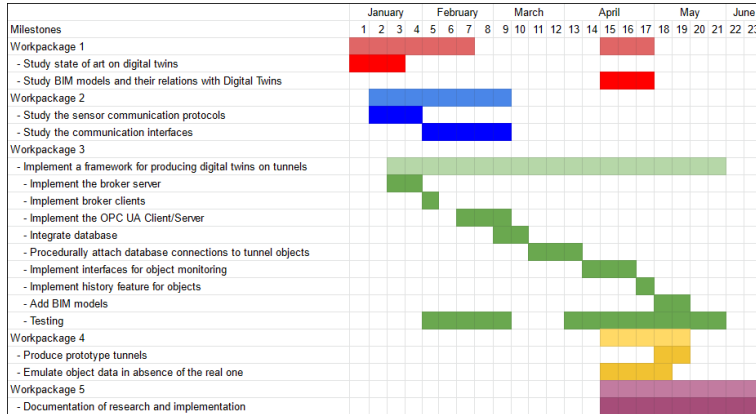 January February March April May June
Milestones 1 2 3 4 5 6 7 8 9 10 11 12 13 14 15 16 17 18 19 20 21 22 23
Workpackage 1
- Study state of art on digital twins
- Study BIM models and their relations with Digital Twins
Workpackage 2
- Study the sensor communication protocols
- Study the communication interfaces
Workpackage 3
- Implement a framework for producing digital twins on tunnels
- Implement the broker server
- Implement broker clients
- Implement the OPC UA Client/Server
- Integrate database
- Procedurally attach database connections to tunnel objects
- Implement interfaces for object monitoring
- Implement history feature for objects
- Add BIM models
- Testing
Workpackage 4
- Produce prototype tunnels
- Emulate object data in absence of the real one
Workpackage 5
- Documentation of research and implementation